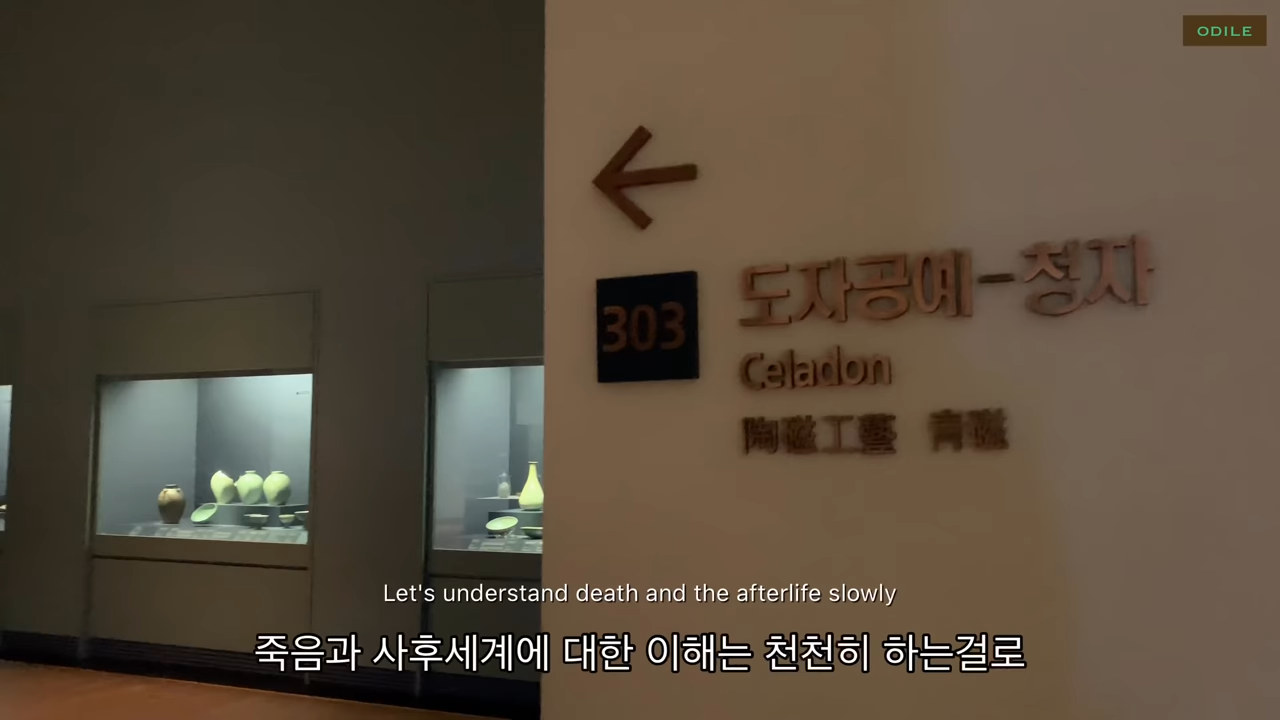 ODILE
303
도자공예-청자
Celadon
陶磁工藝 靑磁
Let's understand death and the afterlife slowly
죽음과 사후세계에 대한 이해는 천천히 하는걸로